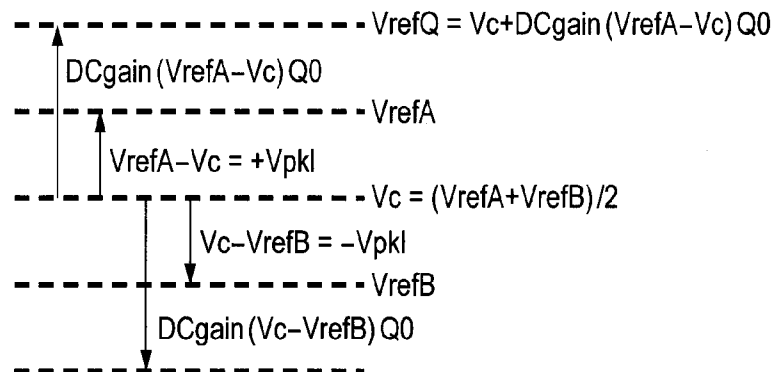 VrefQ = Vc+DCgain(VrefA–Vc)Q0
DCgain(VrefA–Vc)Q0
VrefA
VrefA–Vc = +Vpkl
Vc = (VrefA+VrefB)/2
Vc–VrefB = –Vpkl
VrefB
DCgain(Vc–VrefB)Q0